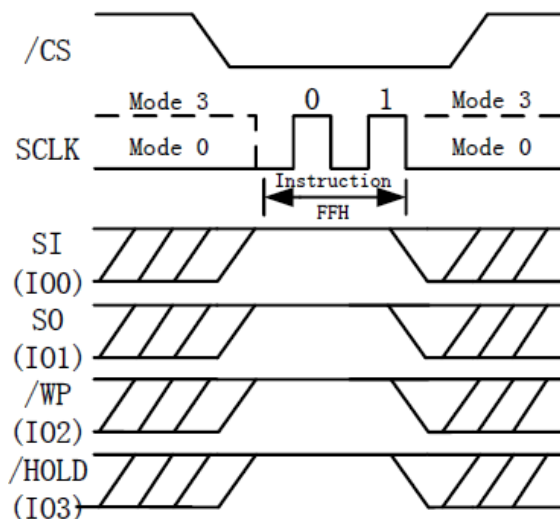 /CS
Mode 3 0 1 Mode 3
SCLK Mode 0 Mode 0
Instruction
FFH
SI
(IO0)
SO
(IO1)
/WP
(IO2)
/HOLD
(IO3)